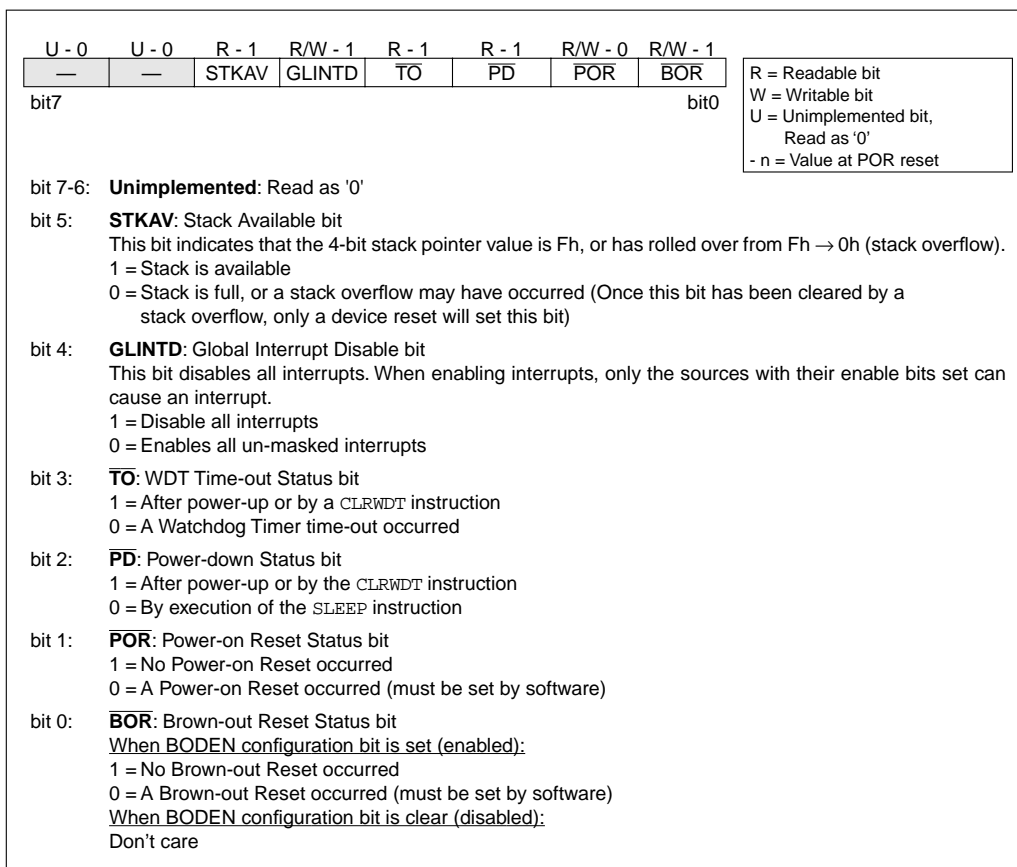 U - 0 U - 0 R - 1 R/W - 1 R - 1 R - 1 R/W - 0 R/W - 1
— — STKAV GLINTD T̅O̅ P̅D̅ P̅O̅R̅ B̅O̅R̅
bit7 bit0
R = Readable bit
W = Writable bit
U = Unimplemented bit,
Read as ‘0’
- n = Value at POR reset
bit 7-6: Unimplemented: Read as '0'
bit 5: STKAV: Stack Available bit
This bit indicates that the 4-bit stack pointer value is Fh, or has rolled over from Fh → 0h (stack overflow).
1 = Stack is available
0 = Stack is full, or a stack overflow may have occurred (Once this bit has been cleared by a
stack overflow, only a device reset will set this bit)
bit 4: GLINTD: Global Interrupt Disable bit
This bit disables all interrupts. When enabling interrupts, only the sources with their enable bits set can
cause an interrupt.
1 = Disable all interrupts
0 = Enables all un-masked interrupts
bit 3: T̅O̅: WDT Time-out Status bit
1 = After power-up or by a CLRWDT instruction
0 = A Watchdog Timer time-out occurred
bit 2: P̅D̅: Power-down Status bit
1 = After power-up or by the CLRWDT instruction
0 = By execution of the SLEEP instruction
bit 1: P̅O̅R̅: Power-on Reset Status bit
1 = No Power-on Reset occurred
0 = A Power-on Reset occurred (must be set by software)
bit 0: B̅O̅R̅: Brown-out Reset Status bit
When BODEN configuration bit is set (enabled):
1 = No Brown-out Reset occurred
0 = A Brown-out Reset occurred (must be set by software)
When BODEN configuration bit is clear (disabled):
Don’t care